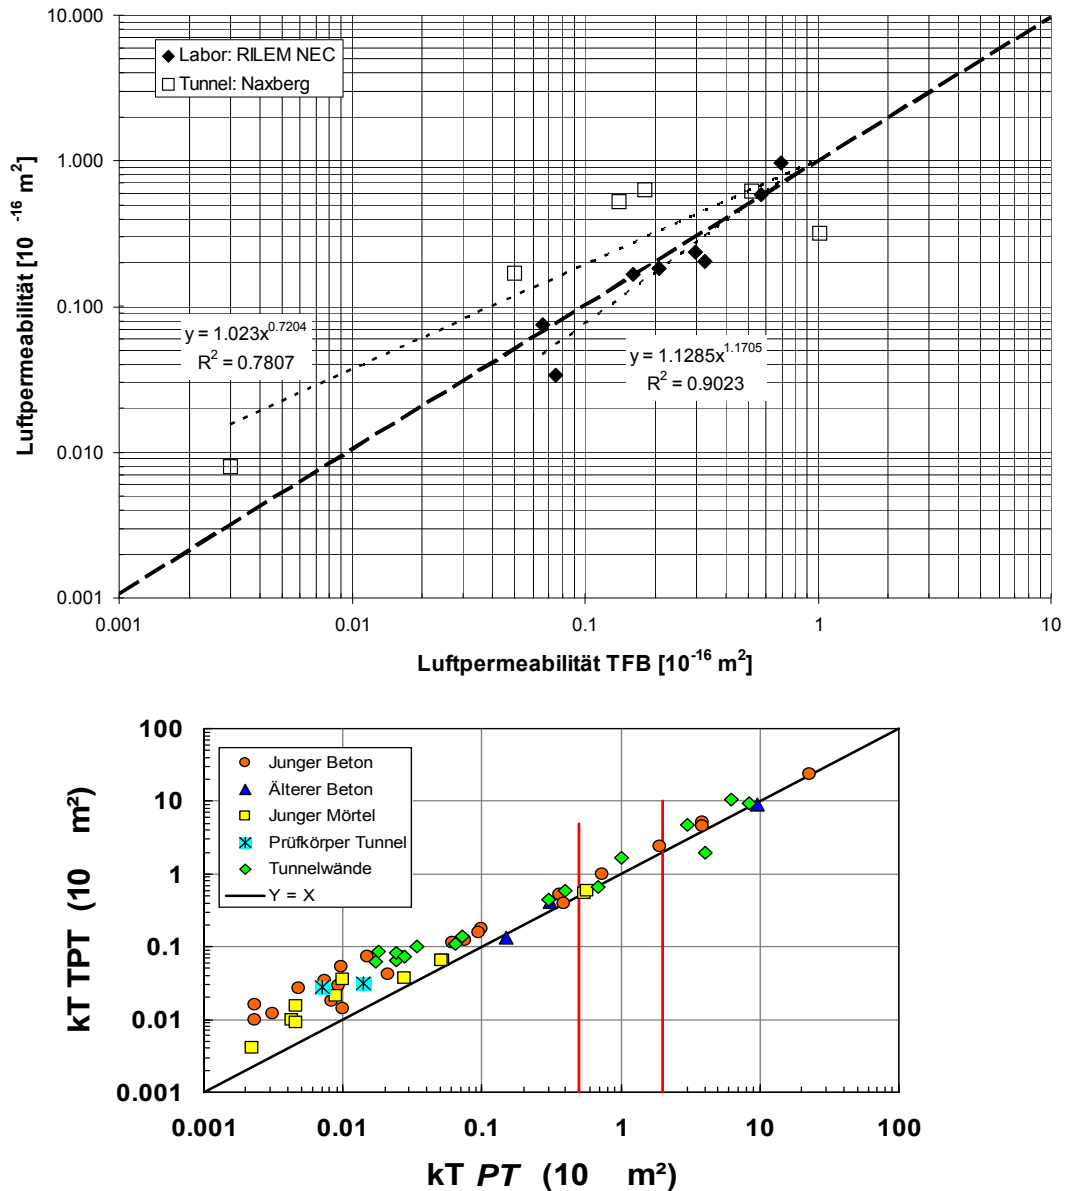 10.000
Labor: RILEM NEC
Tunnel: Naxberg
1.000
Luftpermeabilität [10 -16 m²]
0.100
y = 1.023x^0.7204
R² = 0.7807
y = 1.1285x^1.1705
R² = 0.9023
0.010
0.001
0.001 0.01 0.1 1 10
Luftpermeabilität TFB [10^-16 m²]
100
Junger Beton
Älterer Beton
Junger Mörtel
Prüfkörper Tunnel
Tunnelwände
Y = X
10
1
0.1
0.01
0.001
kT TPT (10 m²)
0.001 0.01 0.1 1 10 100
kT PT (10 m²)